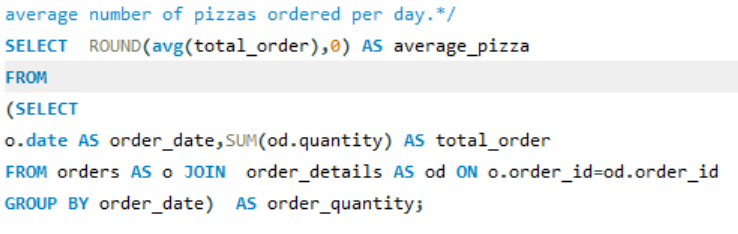 average number of pizzas ordered per day.*/
SELECT  ROUND(avg(total_order),0) AS average_pizza
FROM
(SELECT
o.date AS order_date,SUM(od.quantity) AS total_order
FROM orders AS o JOIN  order_details AS od ON o.order_id=od.order_id
GROUP BY order_date)  AS order_quantity;